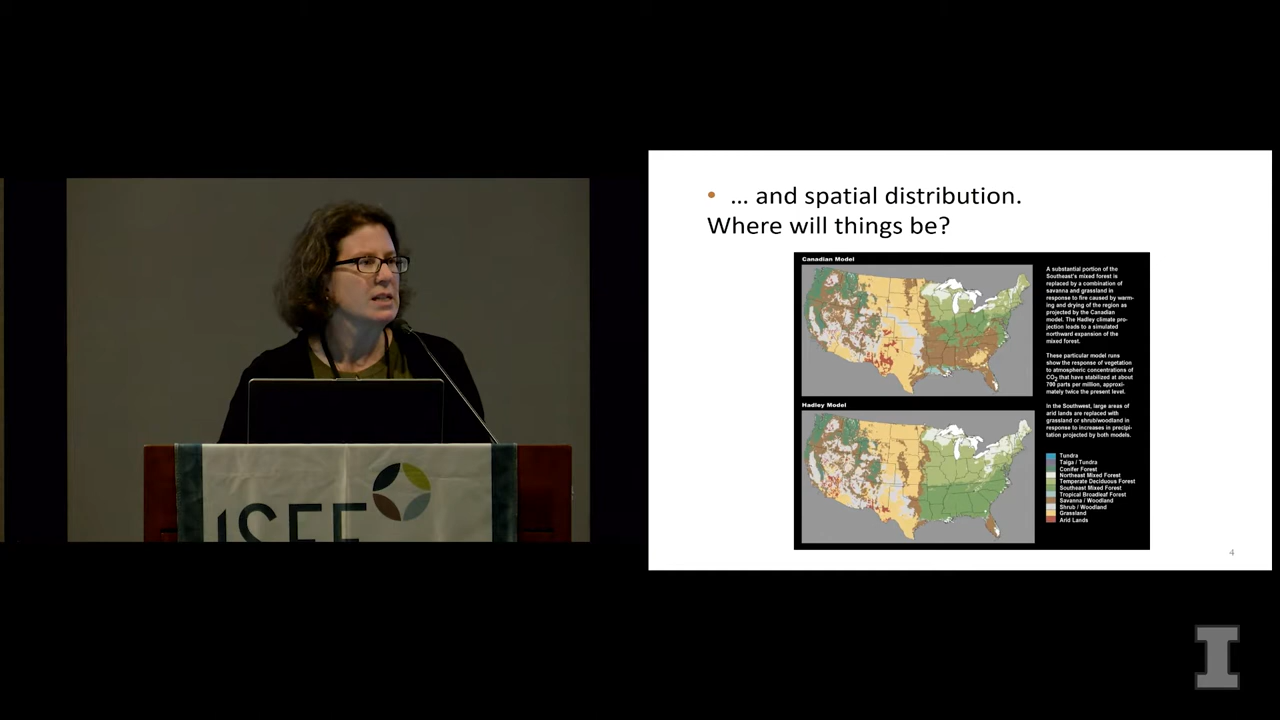 • … and spatial distribution.
Where will things be?
Canadian Model
A substantial portion of the
Southeast's mixed forest is
replaced by a combination of
savanna and grassland in
response to fire caused by warm-
ing and drying of the region as
projected by the Canadian
model. The Hadley climate pro-
jection leads to a simulated
northward expansion of the
mixed forest.
These particular model runs
show the response of vegetation
to atmospheric concentrations of
CO2 that have stabilized at about
700 parts per million, approxi-
mately twice the present level.
Hadley Model
In the Southwest, large areas of
arid lands are replaced with
grassland or shrub/woodland in
response to increases in precipi-
tation projected by both models.
Tundra
Taiga / Tundra
Conifer Forest
Northeast Mixed Forest
Temperate Deciduous Forest
Southeast Mixed Forest
Tropical Broadleaf Forest
Savanna / Woodland
Shrub / Woodland
Grassland
Arid Lands
4
ISEE
I